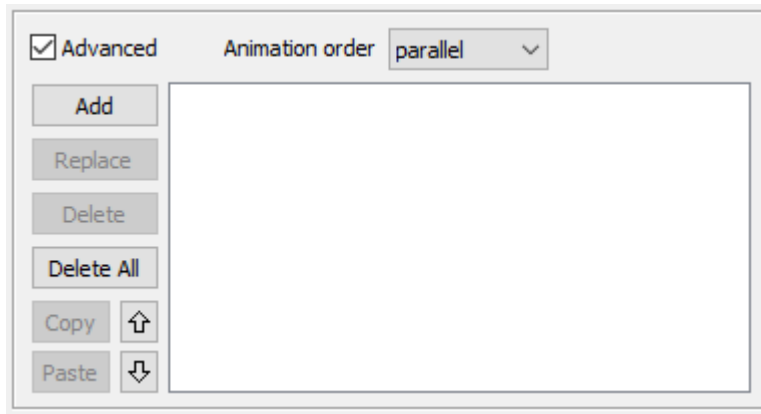 Advanced Animation order parallel
Add
Replace
Delete
Delete All
Copy
Paste